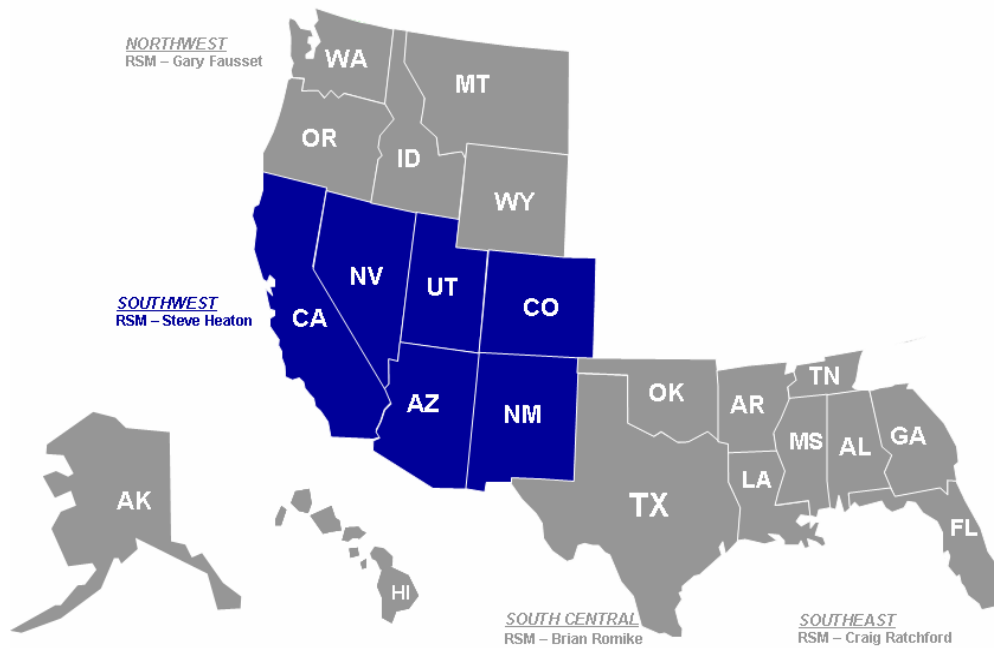 NORTHWEST
RSM – Gary Fausset
WA
MT
OR
ID
WY
NV
UT
CO
SOUTHWEST
RSM – Steve Heaton
CA
AZ
NM
OK
AR
TN
MS
AL
GA
LA
TX
AK
FL
HI
SOUTH CENTRAL
RSM – Brian Romike
SOUTHEAST
RSM – Craig Ratchford